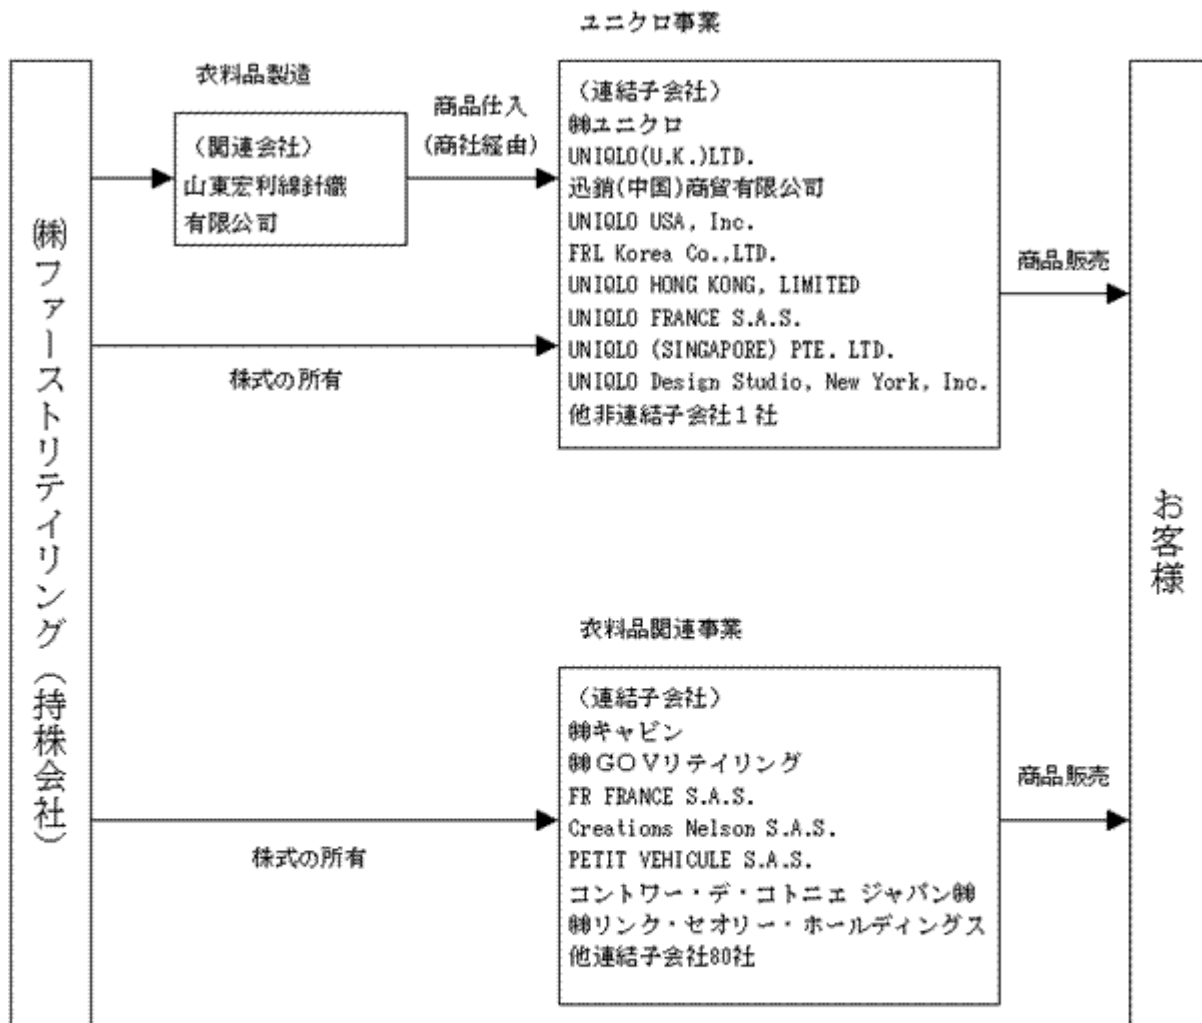 ユニクロ事業
衣料品製造
商品仕入
(商社経由)
(関連会社)
山東宏利綿針織
有限公司
(連結子会社)
㈱ユニクロ
UNIQLO(U.K.)LTD.
迅銷(中国)商貿有限公司
UNIQLO USA, Inc.
FRL Korea Co.,LTD.
UNIQLO HONG KONG, LIMITED
UNIQLO FRANCE S.A.S.
UNIQLO (SINGAPORE) PTE. LTD.
UNIQLO Design Studio, New York, Inc.
他非連結子会社1社
商品販売
株式の所有
㈱ファーストリテイリング(持株会社)
お客様
衣料品関連事業
(連結子会社)
㈱キャビン
㈱GOVリテイリング
FR FRANCE S.A.S.
Creations Nelson S.A.S.
PETIT VEHICULE S.A.S.
コントワー・デ・コトニエ ジャパン㈱
㈱リンク・セオリー・ホールディングス
他連結子会社80社
商品販売
株式の所有